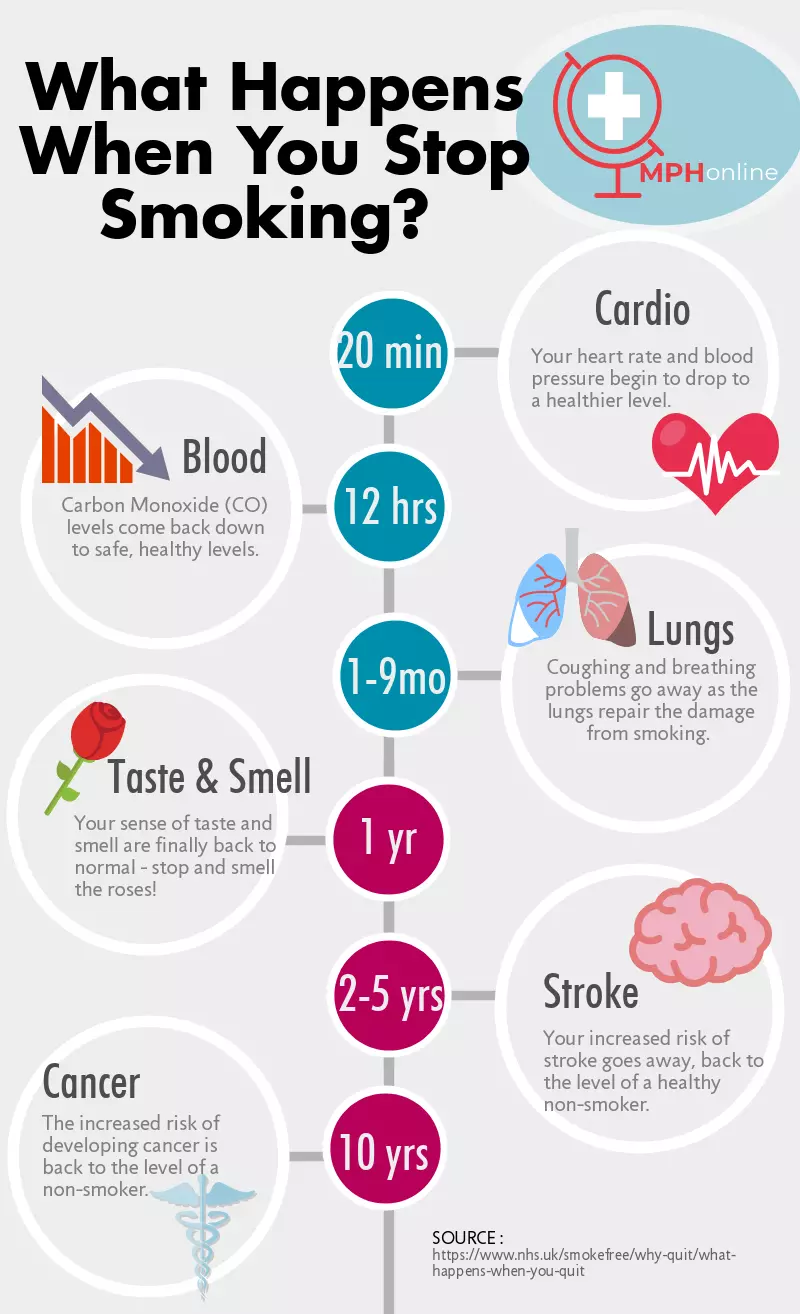 What Happens
When You Stop
Smoking?
MPHonline
20 min
Cardio
Your heart rate and blood
pressure begin to drop to
a healthier level.
Blood
Carbon Monoxide (CO)
levels come back down
to safe, healthy levels.
12 hrs
1-9mo
Lungs
Coughing and breathing
problems go away as the
lungs repair the damage
from smoking.
Taste & Smell
Your sense of taste and
smell are finally back to
normal - stop and smell
the roses!
1 yr
2-5 yrs
Stroke
Your increased risk of
stroke goes away, back to
the level of a healthy
non-smoker.
Cancer
The increased risk of
developing cancer is
back to the level of a
non-smoker.
10 yrs
SOURCE :
https://www.nhs.uk/smokefree/why-quit/what-
happens-when-you-quit